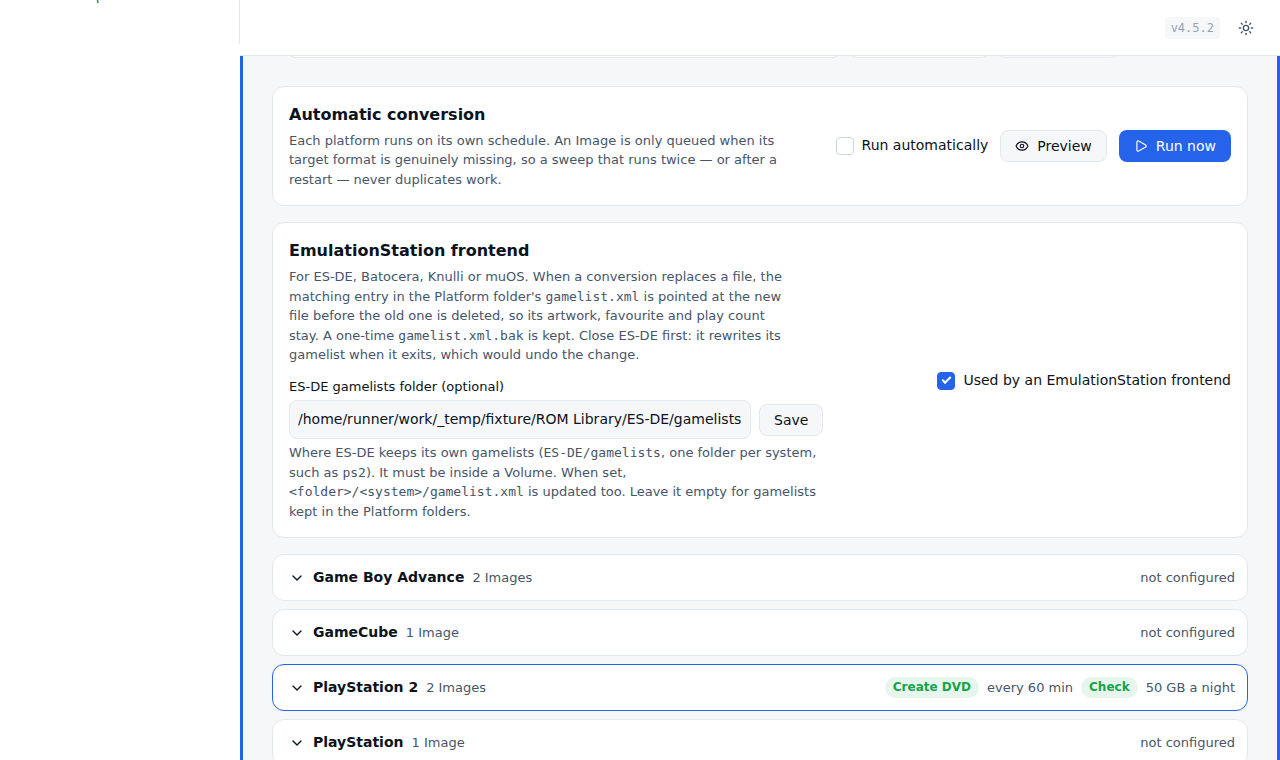 v4.5.2
Automatic conversion
Each platform runs on its own schedule. An Image is only queued when its
target format is genuinely missing, so a sweep that runs twice — or after a
restart — never duplicates work.
Run automatically
Preview
Run now
EmulationStation frontend
For ES-DE, Batocera, Knulli or muOS. When a conversion replaces a file, the
matching entry in the Platform folder's gamelist.xml is pointed at the new
file before the old one is deleted, so its artwork, favourite and play count
stay. A one-time gamelist.xml.bak is kept. Close ES-DE first: it rewrites its
gamelist when it exits, which would undo the change.
ES-DE gamelists folder (optional)
/home/runner/work/_temp/fixture/ROM Library/ES-DE/gamelists
Save
Where ES-DE keeps its own gamelists (ES-DE/gamelists, one folder per system,
such as ps2). It must be inside a Volume. When set,
<folder>/<system>/gamelist.xml is updated too. Leave it empty for gamelists
kept in the Platform folders.
Used by an EmulationStation frontend
Game Boy Advance 2 Images not configured
GameCube 1 Image not configured
PlayStation 2 2 Images Create DVD every 60 min Check 50 GB a night
PlayStation 1 Image not configured